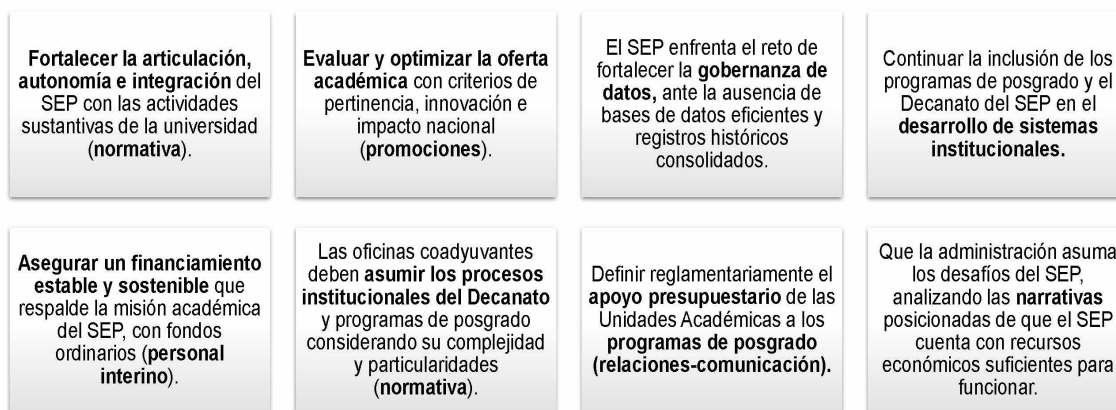 Fortalecer la articulación,
autonomía e integración del
SEP con las actividades
sustantivas de la universidad
(normativa).
Evaluar y optimizar la oferta
académica con criterios de
pertinencia, innovación e
impacto nacional
(promociones).
El SEP enfrenta el reto de
fortalecer la gobernanza de
datos, ante la ausencia de
bases de datos eficientes y
registros históricos
consolidados.
Continuar la inclusión de los
programas de posgrado y el
Decanato del SEP en el
desarrollo de sistemas
institucionales.
Asegurar un financiamiento
estable y sostenible que
respalde la misión académica
del SEP, con fondos
ordinarios (personal
interino).
Las oficinas coadyuvantes
deben asumir los procesos
institucionales del Decanato
y programas de posgrado
considerando su complejidad
y particularidades
(normativa).
Definir reglamentariamente el
apoyo presupuestario de las
Unidades Académicas a los
programas de posgrado
(relaciones-comunicación).
Que la administración asuma
los desafíos del SEP,
analizando las narrativas
posicionadas de que el SEP
cuenta con recursos
económicos suficientes para
funcionar.